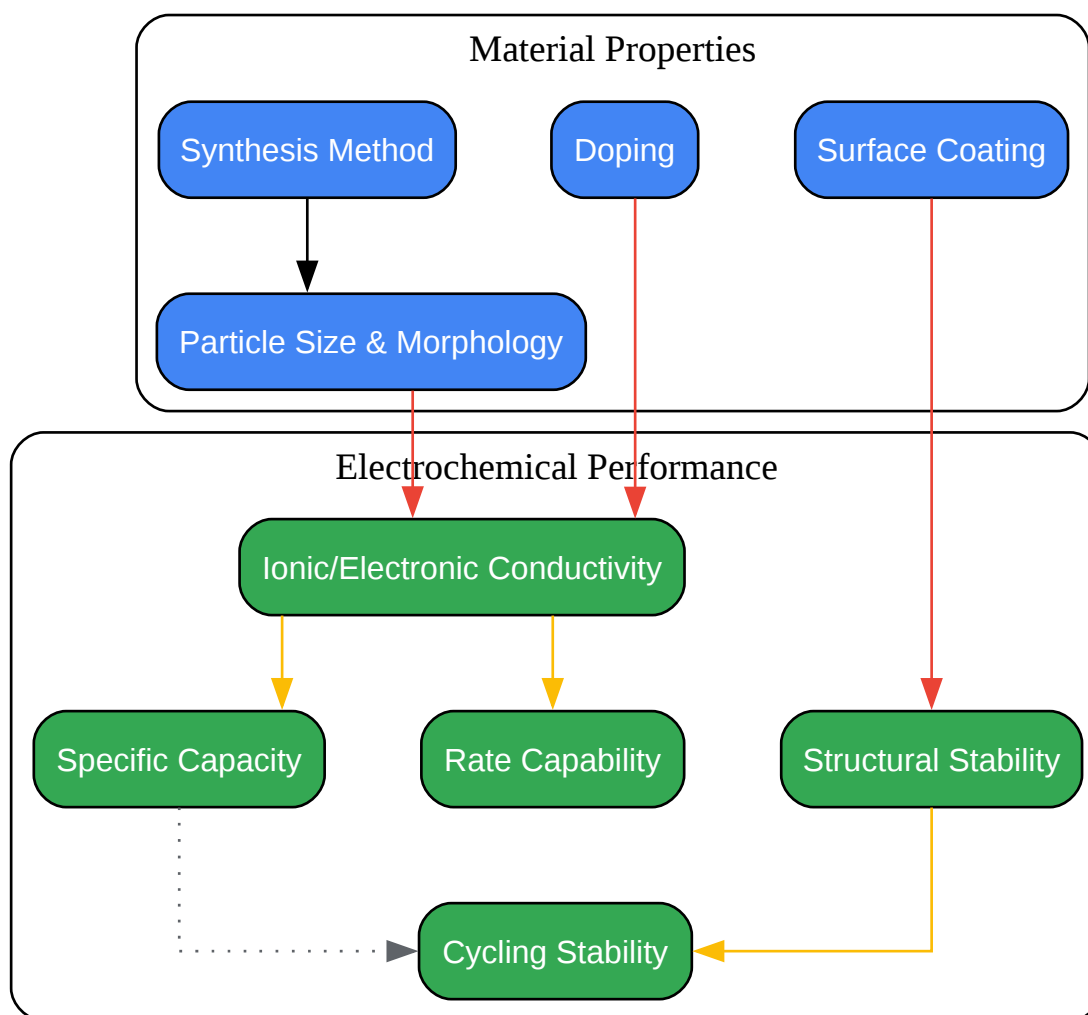 Material Properties
Synthesis Method
Doping
Surface Coating
Particle Size & Morphology
Electrochemical Performance
Ionic/Electronic Conductivity
Specific Capacity
Rate Capability
Structural Stability
Cycling Stability